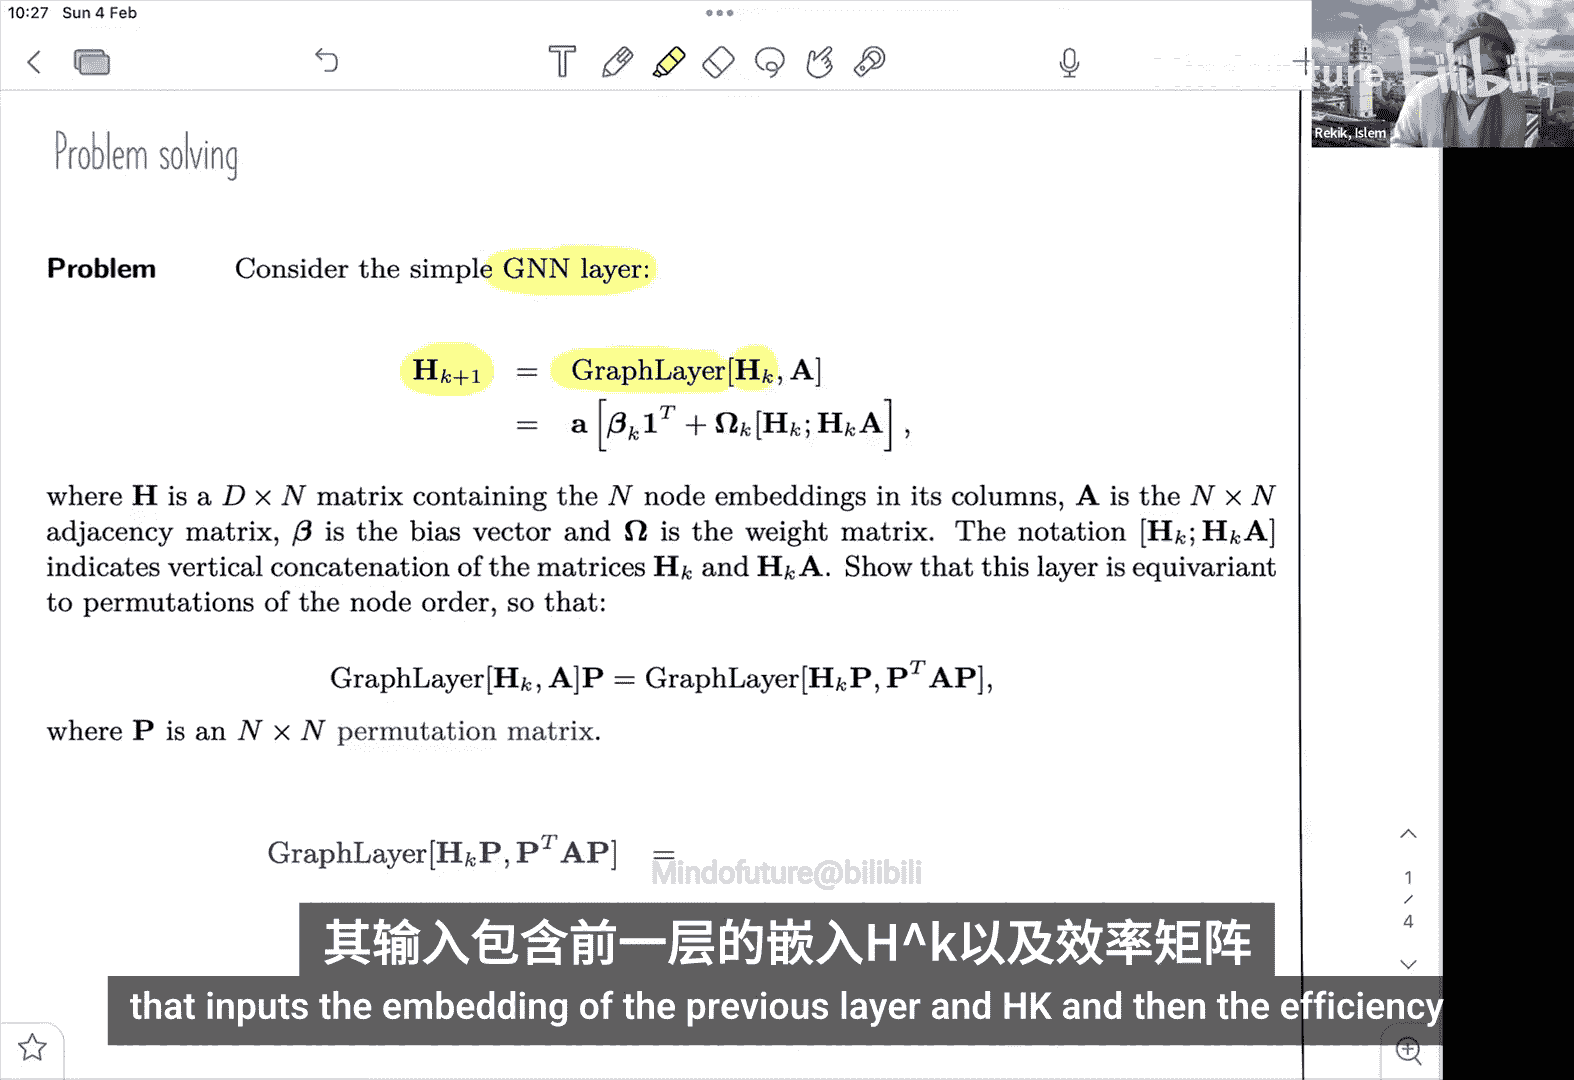 10:27 Sun 4 Feb
Rekik, Islem
bilibili
Problem solving
Problem Consider the simple GNN layer:
H_{k+1} = GraphLayer[H_k, A]
= a[β_k 1^T + Ω_k[H_k; H_k A],
where H is a D × N matrix containing the N node embeddings in its columns, A is the N × N
adjacency matrix, β is the bias vector and Ω is the weight matrix. The notation [H_k; H_k A]
indicates vertical concatenation of the matrices H_k and H_k A. Show that this layer is equivariant
to permutations of the node order, so that:
GraphLayer[H_k, A]P = GraphLayer[H_k P, P^T AP],
where P is an N × N permutation matrix.
GraphLayer[H_k P, P^T AP] =
Mindofuture@bilibili
1
/
4
其输入包含前一层的嵌入H^k以及效率矩阵
that inputs the embedding of the previous layer and HK and then the efficiency